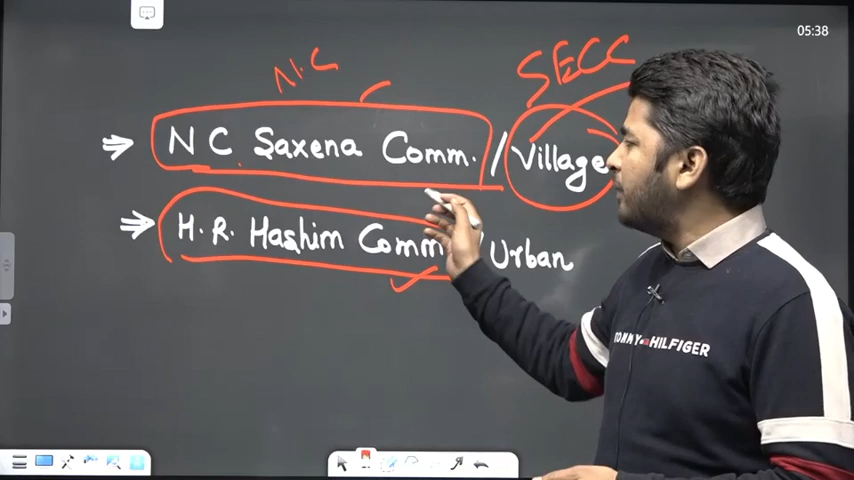 05:38
N.C SECC
⇒ N C Saxena Comm. / Village
⇒ H.R. Hashim Comm / Urban
TOMMY HILFIGER